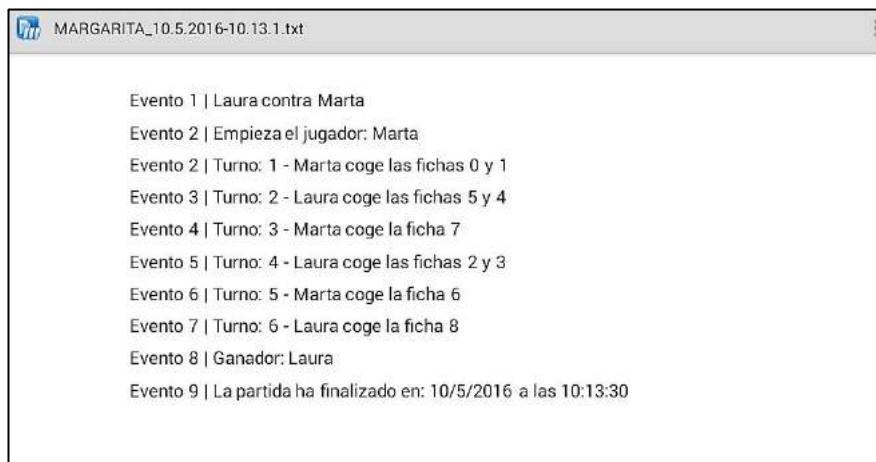 MARGARITA_10.5.2016-10.13.1.txt
Evento 1 | Laura contra Marta
Evento 2 | Empieza el jugador: Marta
Evento 2 | Turno: 1 - Marta coge las fichas 0 y 1
Evento 3 | Turno: 2 - Laura coge las fichas 5 y 4
Evento 4 | Turno: 3 - Marta coge la ficha 7
Evento 5 | Turno: 4 - Laura coge las fichas 2 y 3
Evento 6 | Turno: 5 - Marta coge la ficha 6
Evento 7 | Turno: 6 - Laura coge la ficha 8
Evento 8 | Ganador: Laura
Evento 9 | La partida ha finalizado en: 10/5/2016 a las 10:13:30